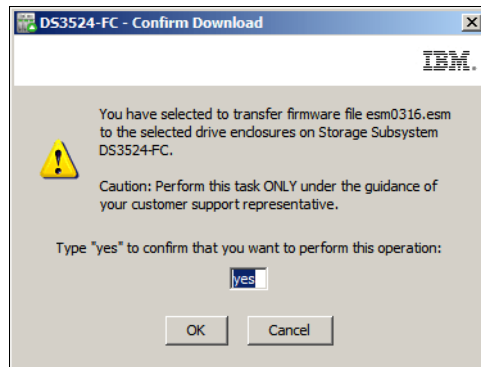 DS3524-FC - Confirm Download
IBM.
You have selected to transfer firmware file esm0316.esm
to the selected drive enclosures on Storage Subsystem
DS3524-FC.
Caution: Perform this task ONLY under the guidance of
your customer support representative.
Type "yes" to confirm that you want to perform this operation:
yes
OK Cancel